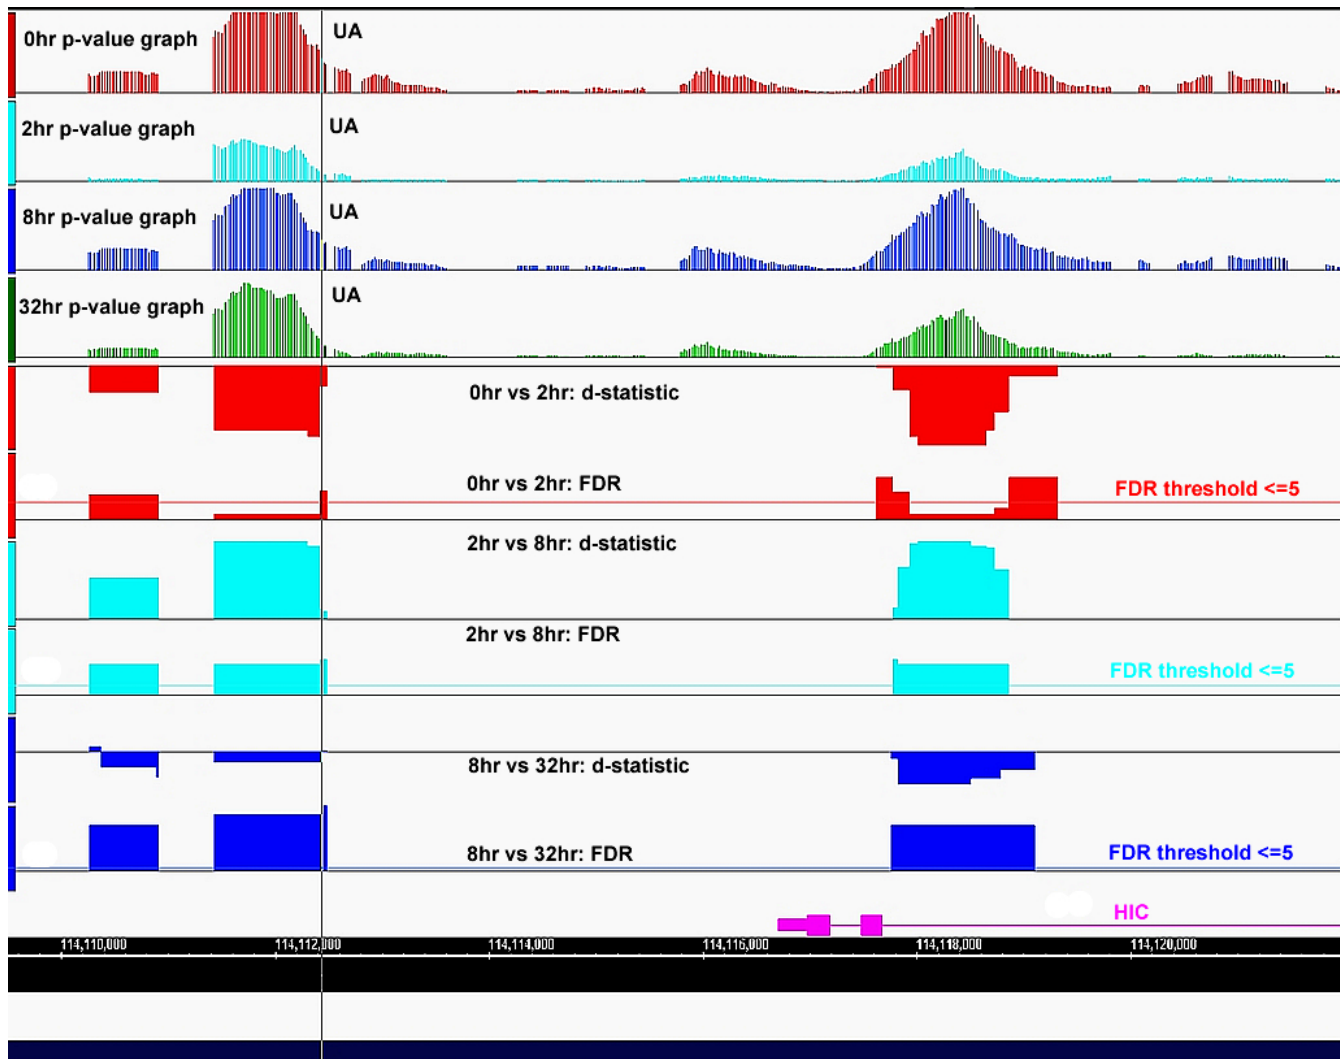 0hr p-value graph
UA
2hr p-value graph
UA
8hr p-value graph
UA
32hr p-value graph
UA
0hr vs 2hr: d-statistic
0hr vs 2hr: FDR
FDR threshold <=5
2hr vs 8hr: d-statistic
2hr vs 8hr: FDR
FDR threshold <=5
8hr vs 32hr: d-statistic
8hr vs 32hr: FDR
FDR threshold <=5
HIC
114,110,000 114,112,000 114,114,000 114,116,000 114,118,000 114,120,000